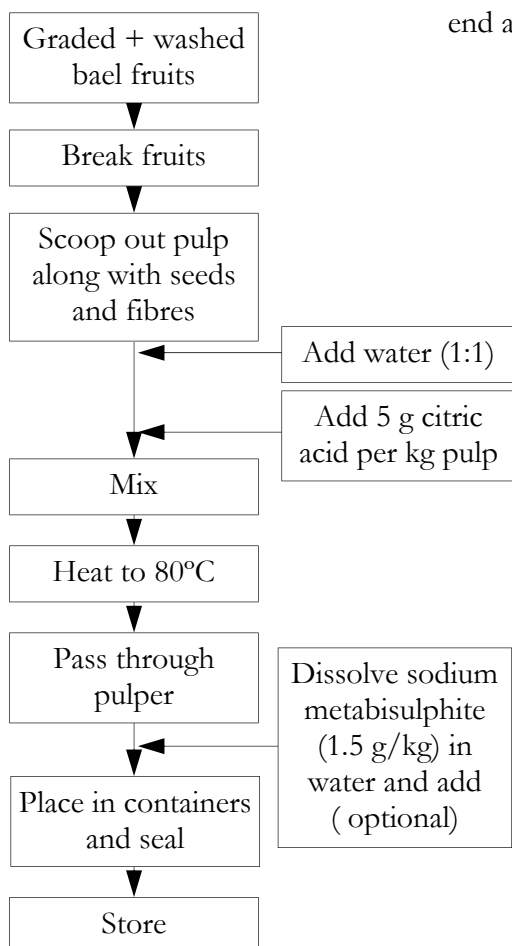 end a
Graded + washed
bael fruits
Break fruits
Scoop out pulp
along with seeds
and fibres
Add water (1:1)
Add 5 g citric
acid per kg pulp
Mix
Heat to 80ºC
Pass through
pulper
Dissolve sodium
metabisulphite
(1.5 g/kg) in
water and add
( optional)
Place in containers
and seal
Store